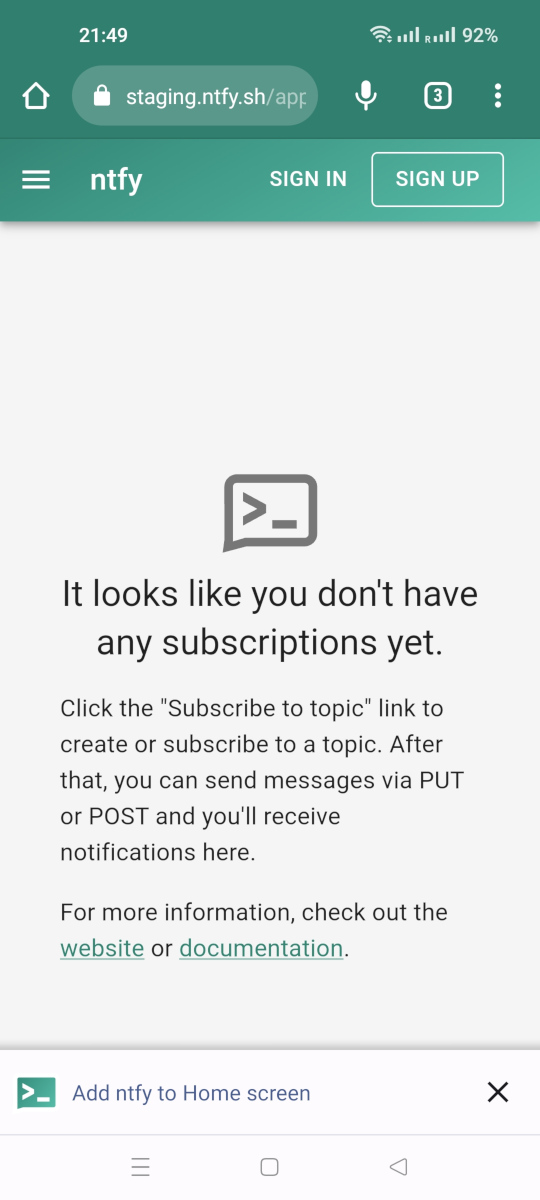 21:49
R
92%
staging.ntfy.sh/app
3
ntfy
SIGN IN
SIGN UP
>_
It looks like you don't have
any subscriptions yet.
Click the "Subscribe to topic" link to
create or subscribe to a topic. After
that, you can send messages via PUT
or POST and you'll receive
notifications here.
For more information, check out the
website or documentation.
>_
Add ntfy to Home screen